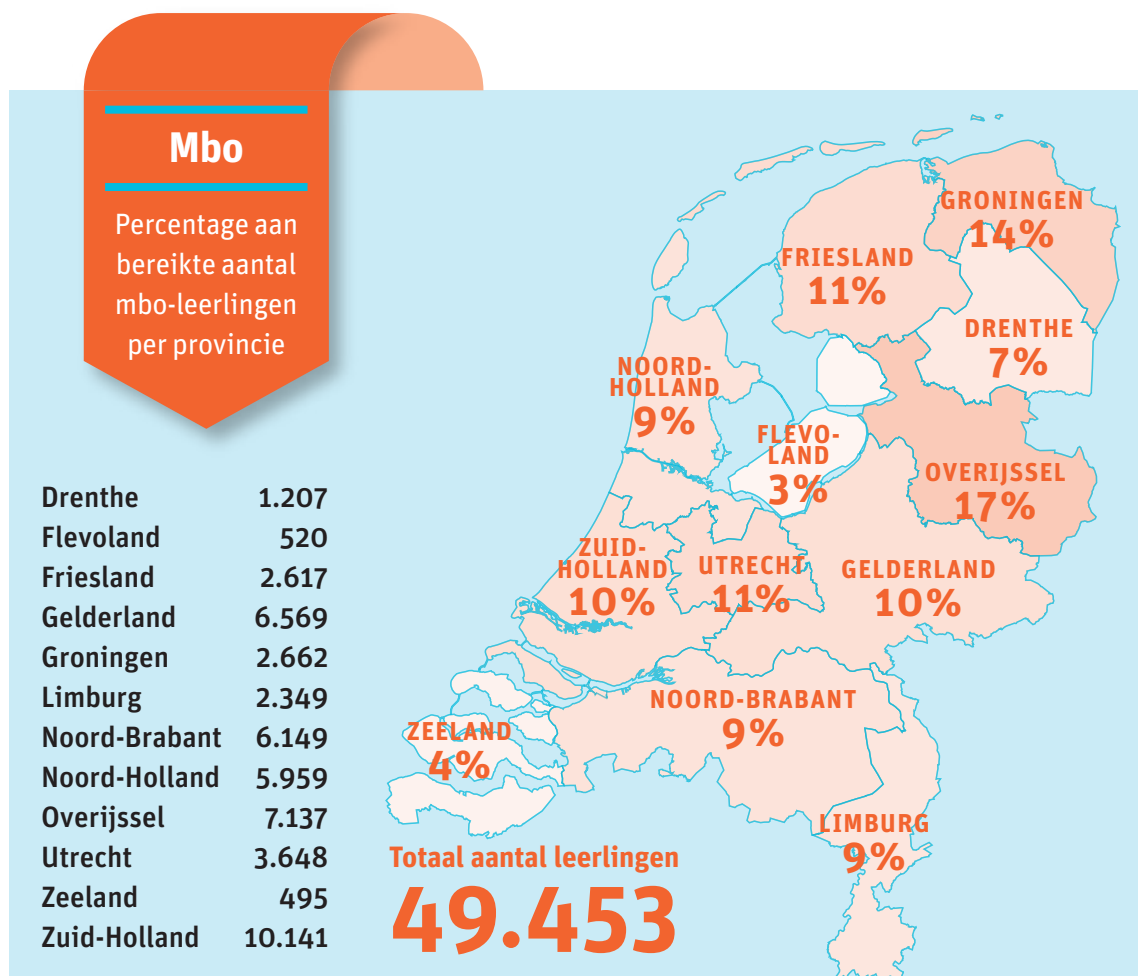 Mbo
Percentage aan
bereikte aantal
mbo-leerlingen
per provincie
Drenthe 1.207
Flevoland 520
Friesland 2.617
Gelderland 6.569
Groningen 2.662
Limburg 2.349
Noord-Brabant 6.149
Noord-Holland 5.959
Overijssel 7.137
Utrecht 3.648
Zeeland 495
Zuid-Holland 10.141
GRONINGEN
14%
FRIESLAND
11%
DRENTHE
7%
NOORD-
HOLLAND
9%
FLEVO-
LAND
3%
OVERIJSSEL
17%
ZUID-
HOLLAND
10%
UTRECHT
11%
GELDERLAND
10%
NOORD-BRABANT
9%
ZEELAND
4%
LIMBURG
9%
Totaal aantal leerlingen
49.453